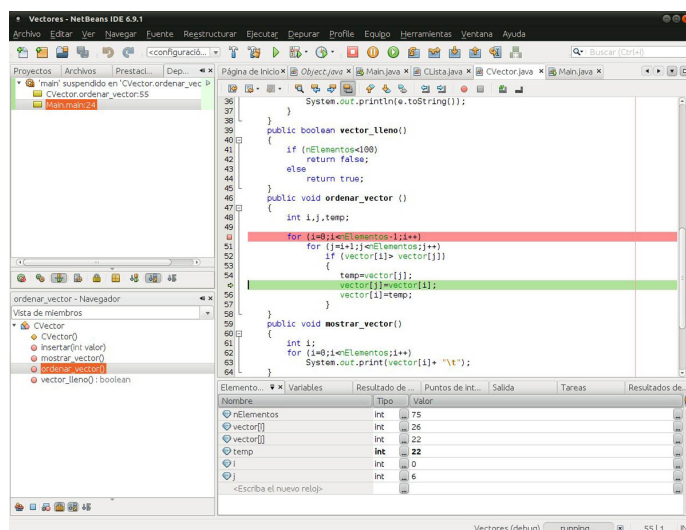 Vectores - NetBeans IDE 6.9.1
Archivo Editar Ver Navegar Fuente Reestructurar Ejecutar Depurar Profile Equipo Herramientas Ventana Ayuda
<configuració...
Buscar (Ctrl+I)
Proyectos Archivos Prestaci... Dep...
Página de Inicio Object.java Main.java CLista.java CVector.java Main.java
'main' suspendido en 'CVector.ordenar_vec
CVector.ordenar_vector:55
Main.main:24
36 System.out.println(e.toString());
37 }
38 }
39 public boolean vector_lleno()
40 {
41 if (nElementos<100)
42 return false;
43 else
44 return true;
45 }
46 public void ordenar_vector ()
47 {
48 int i,j,temp;
49
for (i=0;i<nElementos-1;i++)
51 for (j=i+1;j<nElementos;j++)
52 if (vector[i]> vector[j])
53 {
54 temp=vector[j];
vector[j]=vector[i];
56 vector[i]=temp;
57 }
58 }
59 public void mostrar_vector()
60 {
61 int i;
62 for (i=0;i<nElementos;i++)
63 System.out.print(vector[i]+ "\t");
64 }
ordenar_vector - Navegador
Vista de miembros
CVector
CVector()
insertar(int valor)
mostrar_vector()
ordenar_vector()
vector_lleno() : boolean
Elemento... Variables Resultado de ... Puntos de int... Salida Tareas Resultados de..
Nombre Tipo Valor
nElementos int 75
vector[i] int 26
vector[j] int 22
temp int 22
i int 0
j int 6
<Escriba el nuevo reloj>
Vectores (debug) running 55|1